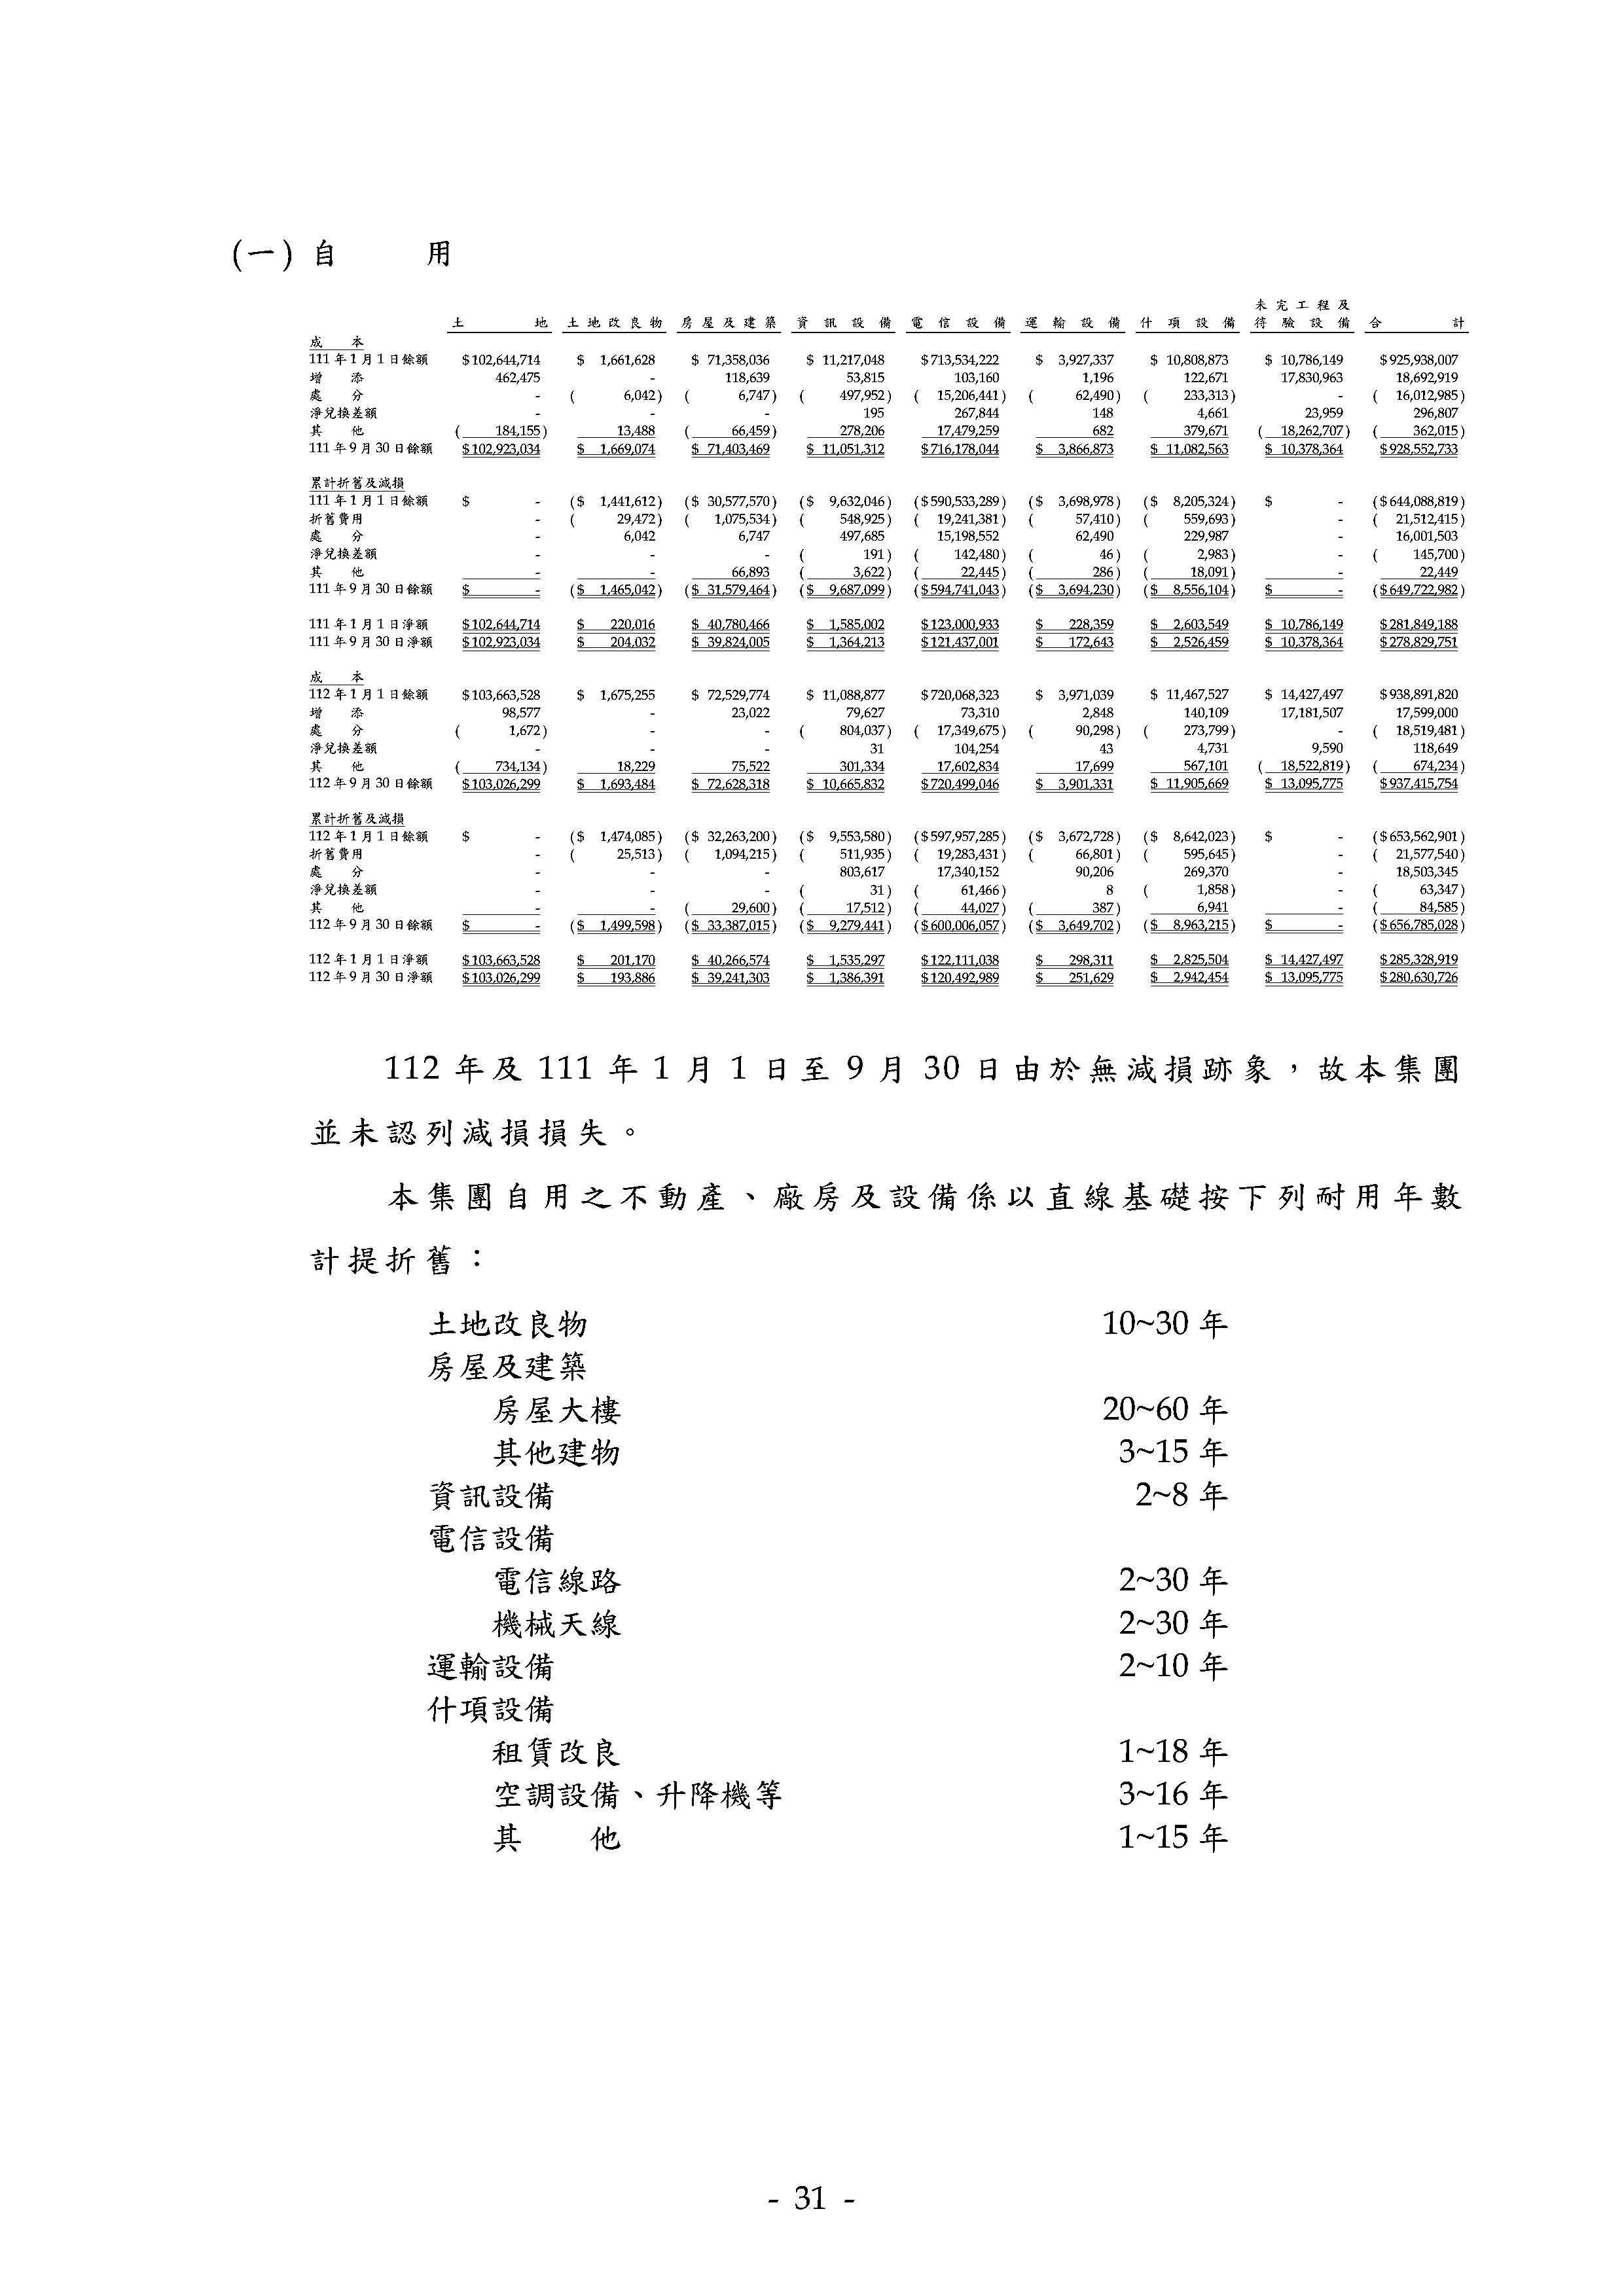 (一) 自 用
未完工程及
土 地 土地改良物 房屋及建築 資訊設備 電信設備 運輸設備 什項設備 待驗設備 合 計
成 本
111年1月1日餘額 $102,644,714 $ 1,661,628 $ 71,358,036 $ 11,217,048 $713,534,222 $ 3,927,337 $ 10,808,873 $ 10,786,149 $925,938,007
增 添 462,475 - 118,639 53,815 103,160 1,196 122,671 17,830,963 18,692,919
處 分 - ( 6,042) ( 6,747) ( 497,952) ( 15,206,441) ( 62,490) ( 233,313) - ( 16,012,985)
淨兌換差額 - - - 195 267,844 148 4,661 23,959 296,807
其 他 ( 184,155) 13,488 ( 66,459) 278,206 17,479,259 682 379,671 ( 18,262,707) ( 362,015)
111年9月30日餘額 $102,923,034 $ 1,669,074 $ 71,403,469 $ 11,051,312 $716,178,044 $ 3,866,873 $ 11,082,563 $ 10,378,364 $928,552,733
累計折舊及減損
111年1月1日餘額 $ - ($ 1,441,612) ($ 30,577,570) ($ 9,632,046) ($590,533,289) ($ 3,698,978) ($ 8,205,324) $ - ($644,088,819)
折舊費用 - ( 29,472) ( 1,075,534) ( 548,925) ( 19,241,381) ( 57,410) ( 559,693) - ( 21,512,415)
處 分 - 6,042 6,747 497,685 15,198,552 62,490 229,987 - 16,001,503
淨兌換差額 - - - ( 191) ( 142,480) ( 46) ( 2,983) - ( 145,700)
其 他 - - 66,893 ( 3,622) ( 22,445) ( 286) ( 18,091) - 22,449
111年9月30日餘額 $ - ($ 1,465,042) ($ 31,579,464) ($ 9,687,099) ($594,741,043) ($ 3,694,230) ($ 8,556,104) $ - ($649,722,982)
111年1月1日淨額 $102,644,714 $ 220,016 $ 40,780,466 $ 1,585,002 $123,000,933 $ 228,359 $ 2,603,549 $ 10,786,149 $281,849,188
111年9月30日淨額 $102,923,034 $ 204,032 $ 39,824,005 $ 1,364,213 $121,437,001 $ 172,643 $ 2,526,459 $ 10,378,364 $278,829,751
成 本
112年1月1日餘額 $103,663,528 $ 1,675,255 $ 72,529,774 $ 11,088,877 $720,068,323 $ 3,971,039 $ 11,467,527 $ 14,427,497 $938,891,820
增 添 98,577 - 23,022 79,627 73,310 2,848 140,109 17,181,507 17,599,000
處 分 ( 1,672) - - ( 804,037) ( 17,349,675) ( 90,298) ( 273,799) - ( 18,519,481)
淨兌換差額 - - - 31 104,254 43 4,731 9,590 118,649
其 他 ( 734,134) 18,229 75,522 301,334 17,602,834 17,699 567,101 ( 18,522,819) ( 674,234)
112年9月30日餘額 $103,026,299 $ 1,693,484 $ 72,628,318 $ 10,665,832 $720,499,046 $ 3,901,331 $ 11,905,669 $ 13,095,775 $937,415,754
累計折舊及減損
112年1月1日餘額 $ - ($ 1,474,085) ($ 32,263,200) ($ 9,553,580) ($597,957,285) ($ 3,672,728) ($ 8,642,023) $ - ($653,562,901)
折舊費用 - ( 25,513) ( 1,094,215) ( 511,935) ( 19,283,431) ( 66,801) ( 595,645) - ( 21,577,540)
處 分 - - - 803,617 17,340,152 90,206 269,370 - 18,503,345
淨兌換差額 - - - ( 31) ( 61,466) 8 ( 1,858) - ( 63,347)
其 他 - - ( 29,600) ( 17,512) ( 44,027) ( 387) 6,941 - ( 84,585)
112年9月30日餘額 $ - ($ 1,499,598) ($ 33,387,015) ($ 9,279,441) ($600,006,057) ($ 3,649,702) ($ 8,963,215) $ - ($656,785,028)
112年1月1日淨額 $103,663,528 $ 201,170 $ 40,266,574 $ 1,535,297 $122,111,038 $ 298,311 $ 2,825,504 $ 14,427,497 $285,328,919
112年9月30日淨額 $103,026,299 $ 193,886 $ 39,241,303 $ 1,386,391 $120,492,989 $ 251,629 $ 2,942,454 $ 13,095,775 $280,630,726
112 年及 111 年 1 月 1 日至 9 月 30 日由於無減損跡象，故本集團
並未認列減損損失。
本集團自用之不動產、廠房及設備係以直線基礎按下列耐用年數
計提折舊：
土地改良物 10~30 年
房屋及建築
房屋大樓 20~60 年
其他建物 3~15 年
資訊設備 2~8 年
電信設備
電信線路 2~30 年
機械天線 2~30 年
運輸設備 2~10 年
什項設備
租賃改良 1~18 年
空調設備、升降機等 3~16 年
其 他 1~15 年
- 31 -